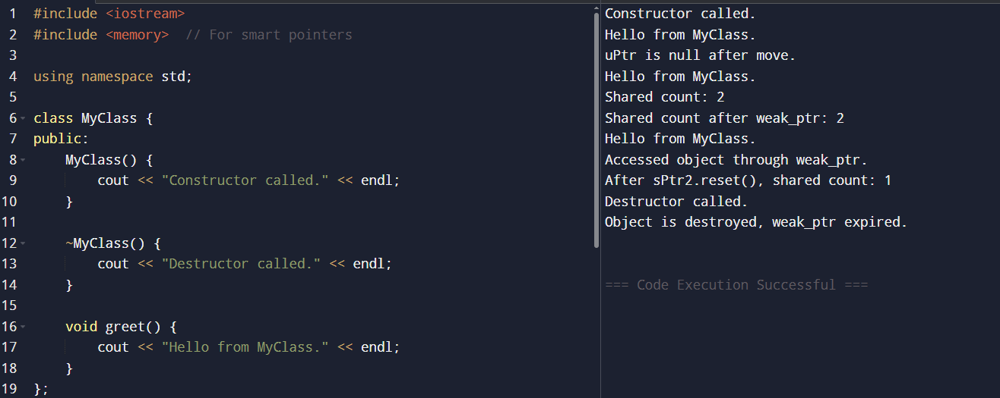 1 #include <iostream>
2 #include <memory>  // For smart pointers
3
4 using namespace std;
5
6 class MyClass {
7 public:
8     MyClass() {
9         cout << "Constructor called." << endl;
10     }
11
12     ~MyClass() {
13         cout << "Destructor called." << endl;
14     }
15
16     void greet() {
17         cout << "Hello from MyClass." << endl;
18     }
19 };
Constructor called.
Hello from MyClass.
uPtr is null after move.
Hello from MyClass.
Shared count: 2
Shared count after weak_ptr: 2
Hello from MyClass.
Accessed object through weak_ptr.
After sPtr2.reset(), shared count: 1
Destructor called.
Object is destroyed, weak_ptr expired.
=== Code Execution Successful ===